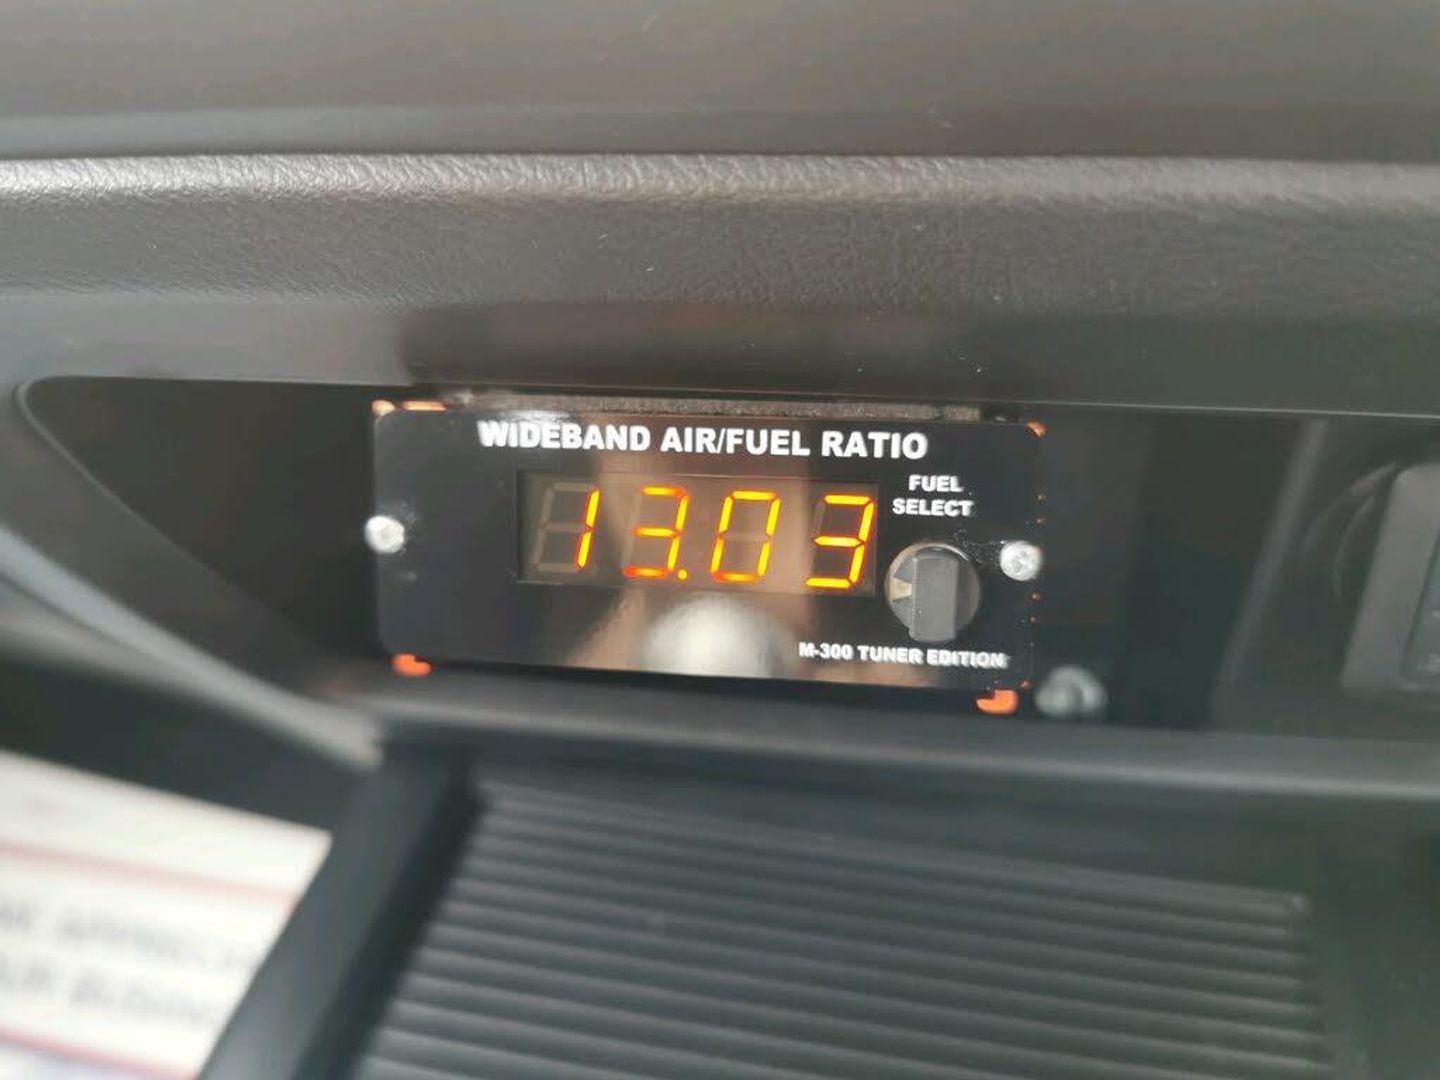 WIDEBAND AIR/FUEL RATIO
FUEL
SELECT
13.03
M-300 TUNER EDITION